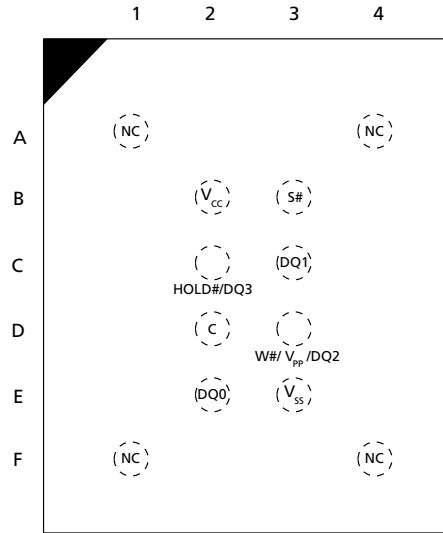 1 2 3 4
A NC NC
B VCC S#
C DQ1
HOLD#/DQ3
D C
W#/ VPP /DQ2
E DQ0 VSS
F NC NC